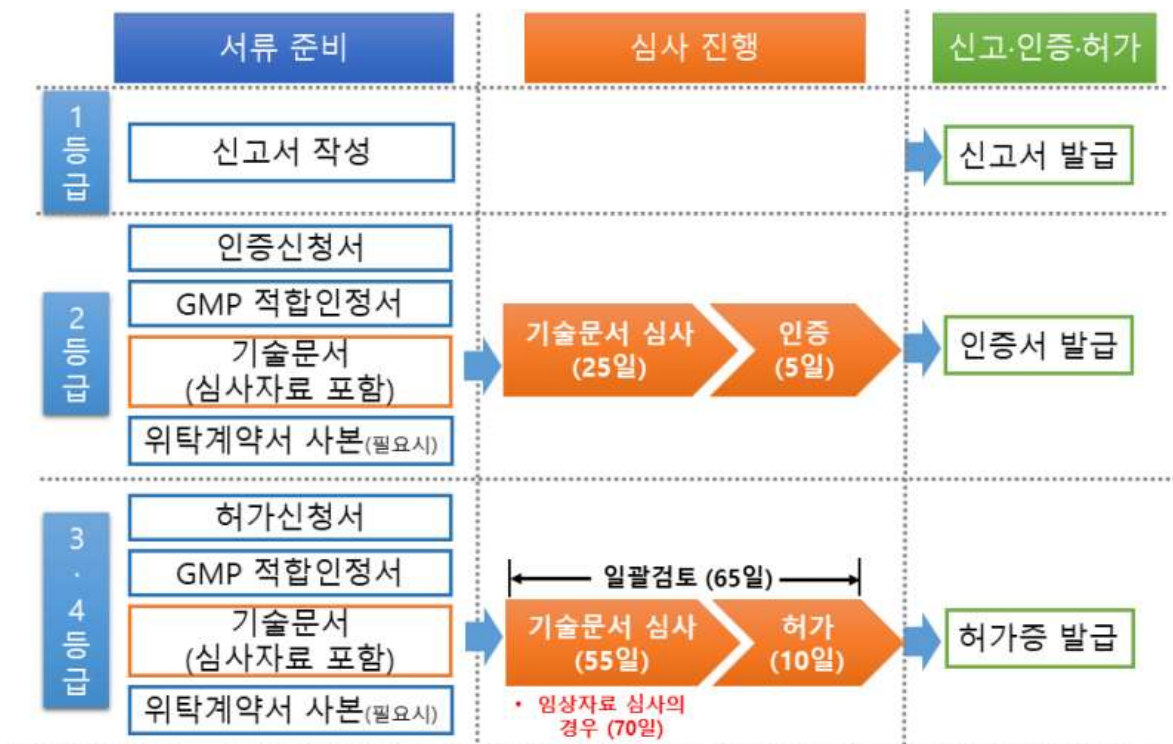 서류 준비
심사 진행
신고·인증·허가
1등급
신고서 작성
신고서 발급
2등급
인증신청서
GMP 적합인정서
기술문서
(심사자료 포함)
위탁계약서 사본(필요시)
기술문서 심사
(25일)
인증
(5일)
인증서 발급
3·4등급
허가신청서
GMP 적합인정서
기술문서
(심사자료 포함)
위탁계약서 사본(필요시)
일괄검토 (65일)
기술문서 심사
(55일)
허가
(10일)
• 임상자료 심사의
경우 (70일)
허가증 발급